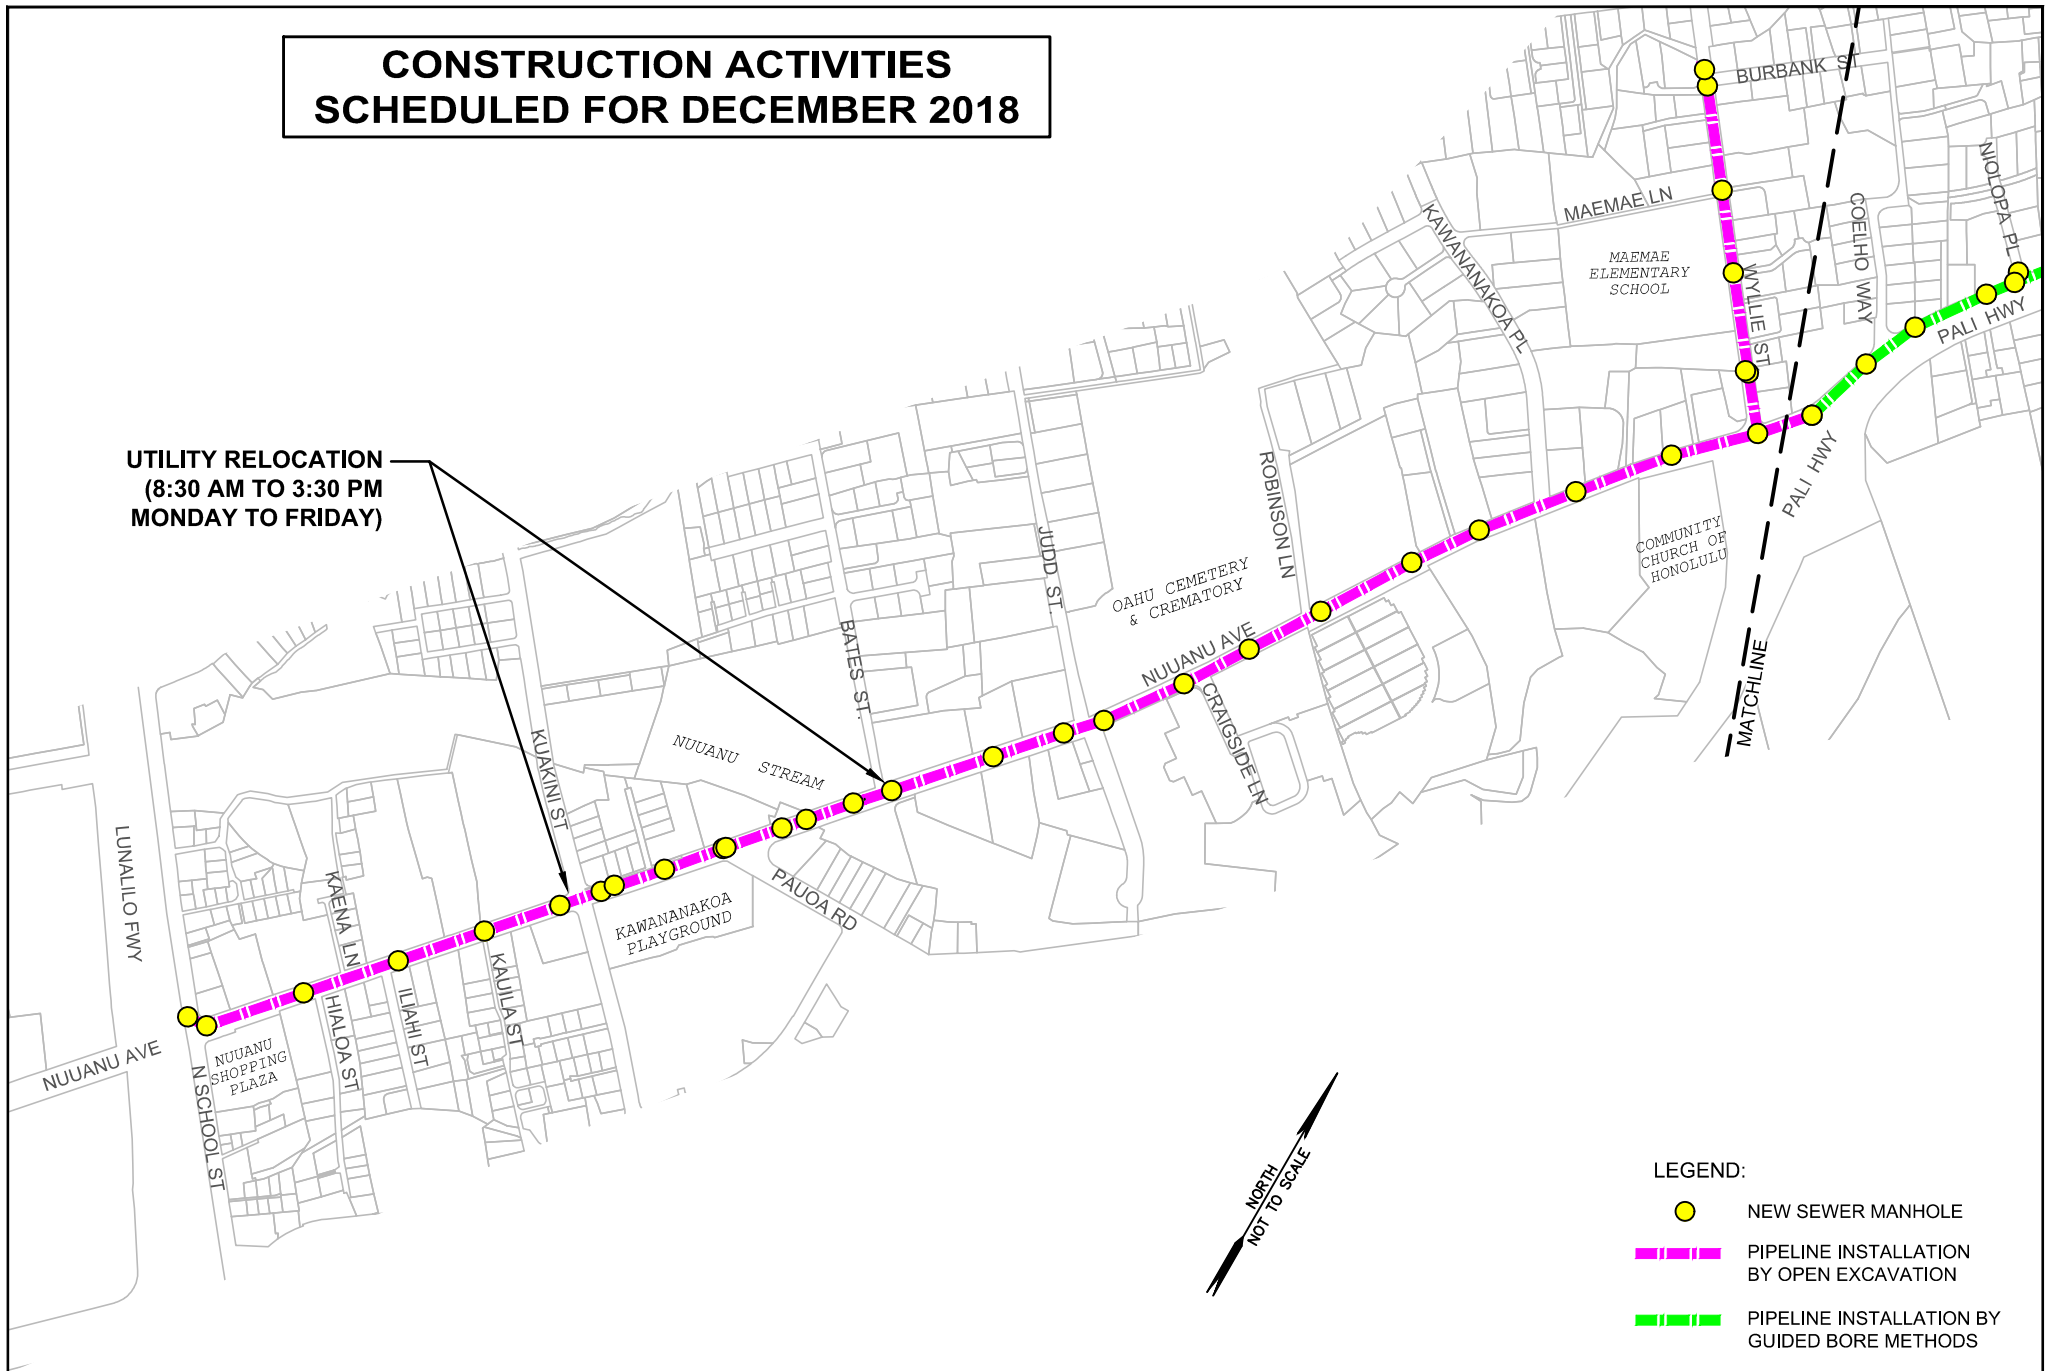 CONSTRUCTION ACTIVITIES
SCHEDULED FOR DECEMBER 2018
BURBANK ST
NIOLOPA PL
MAEMAE LN
COELHO WAY
KAWANANAKOA PL
MAEMAE
ELEMENTARY
SCHOOL
WYLLIE ST
PALI HWY
PALI HWY
UTILITY RELOCATION
(8:30 AM TO 3:30 PM
MONDAY TO FRIDAY)
ROBINSON LN
JUDD ST.
COMMUNITY
CHURCH OF
HONOLULU
OAHU CEMETERY
& CREMATORY
BATES ST.
NUUANU AVE
MATCHLINE
CRAIGSIDE LN
KUAKINI ST
NUUANU STREAM
LUNALILO FWY
KAENA LN
PAUOA RD
KAWANANAKOA
PLAYGROUND
KAUILA ST
ILIAHI ST
HIALOA ST
NUUANU AVE
NUUANU
SHOPPING
PLAZA
N SCHOOL ST
NORTH
NOT TO SCALE
LEGEND:
NEW SEWER MANHOLE
PIPELINE INSTALLATION
BY OPEN EXCAVATION
PIPELINE INSTALLATION BY
GUIDED BORE METHODS